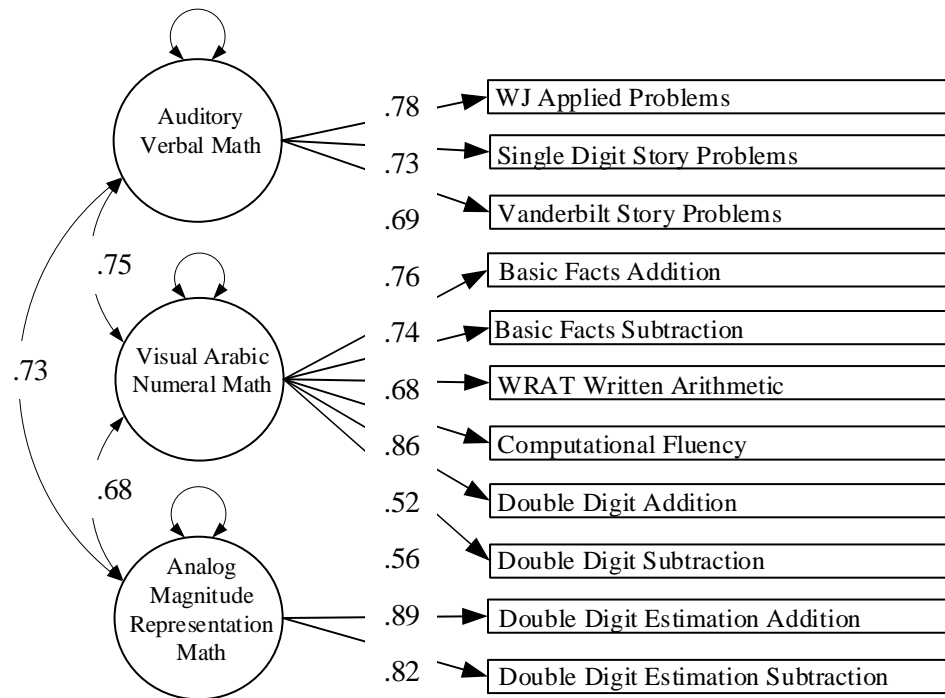 Auditory
Verbal Math
.78
WJ Applied Problems
.73
Single Digit Story Problems
.69
Vanderbilt Story Problems
.75
.76
Basic Facts Addition
Visual Arabic
Numeral Math
.74
Basic Facts Subtraction
.73
.68
WRAT Written Arithmetic
.86
Computational Fluency
.68
.52
Double Digit Addition
.56
Double Digit Subtraction
Analog
Magnitude
Representation
Math
.89
Double Digit Estimation Addition
.82
Double Digit Estimation Subtraction